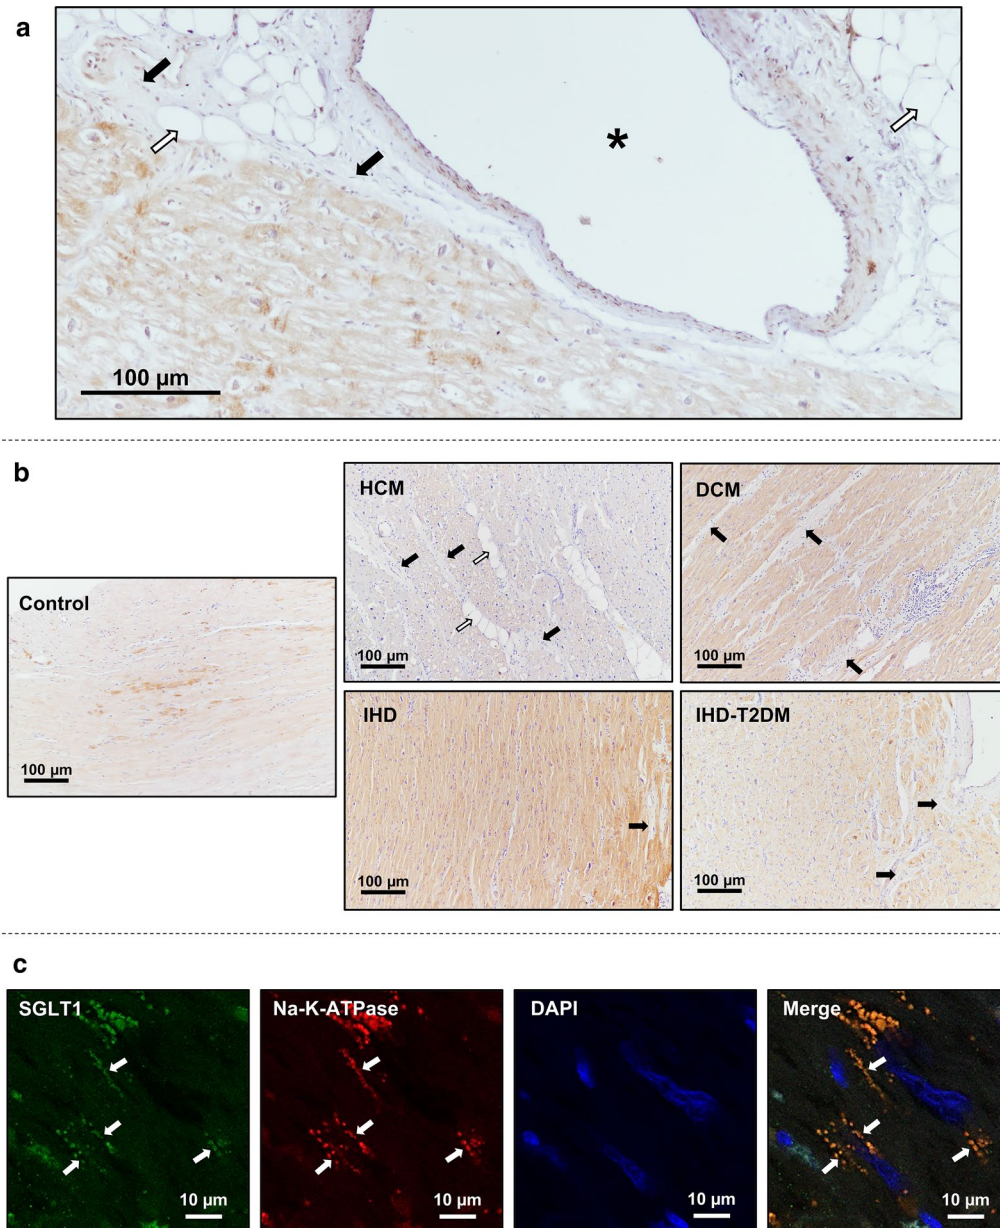 a
*
100 µm
b
Control
100 µm
HCM
100 µm
DCM
100 µm
IHD
100 µm
IHD-T2DM
100 µm
c
SGLT1
10 µm
Na-K-ATPase
10 µm
DAPI
10 µm
Merge
10 µm